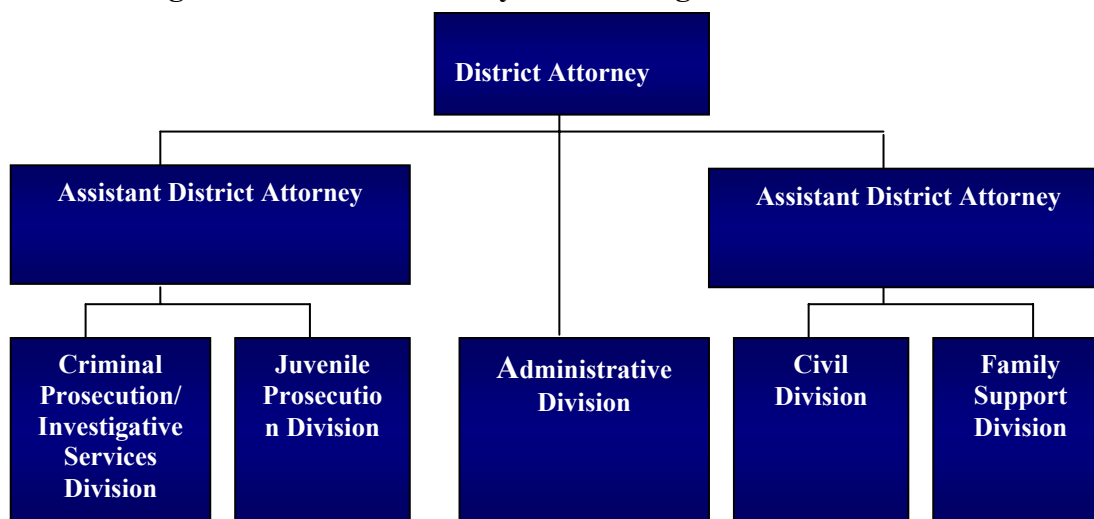 District Attorney
Assistant District Attorney
Assistant District Attorney
Criminal
Prosecution/
Investigative
Services
Division
Juvenile
Prosecutio
n Division
Administrative
Division
Civil
Division
Family
Support
Division